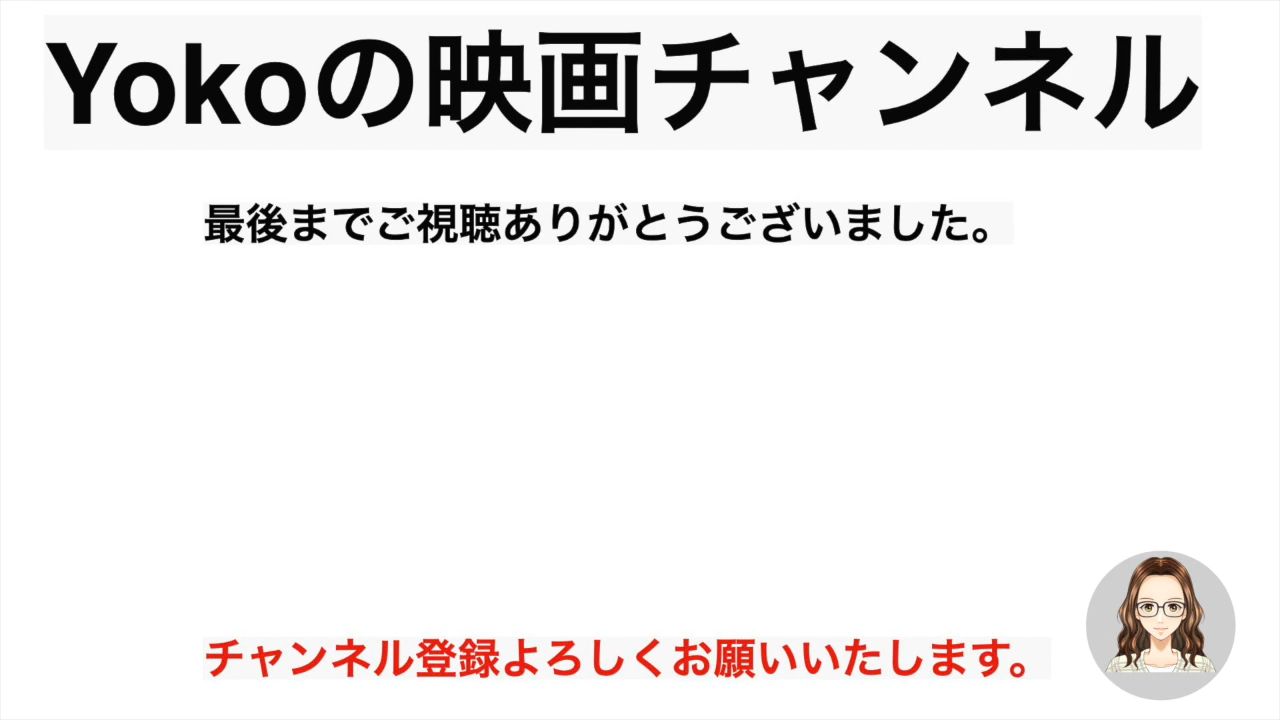 Yokoの映画チャンネル
最後までご視聴ありがとうございました。
チャンネル登録よろしくお願いいたします。